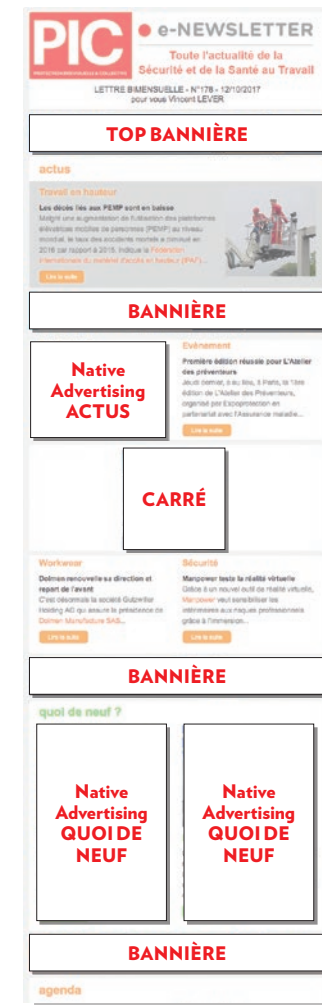 PIC
PROTECTION INDIVIDUELLE & COLLECTIVE
e-NEWSLETTER
Toute l'actualité de la
Sécurité et de la Santé au Travail
LETTRE BIMENSUELLE - N°178 - 12/10/2017
pour vous Vincent LEVER
TOP BANNIÈRE
actus
Travail en hauteur
Les décès liés aux PEMP sont en baisse
Malgré une augmentation de l'utilisation des plateformes
élévatrices mobiles de personnes (PEMP) au niveau
mondial, le taux des accidents mortels a diminué en
2016 par rapport à 2015, indique la Fédération
internationale du matériel d'accès en hauteur (IPAF)...
Lire la suite
BANNIÈRE
Native
Advertising
ACTUS
Evénement
Première édition réussie pour L'Atelier
des préventeurs
Jeudi dernier, a eu lieu, à Paris, la 1ère
édition de L'Atelier des Préventeurs,
organisé par Expoprotection en
partenariat avec l'Assurance maladie...
Lire la suite
CARRÉ
Workwear
Dolmen renouvelle sa direction et
repart de l'avant
C'est désormais la société Gutzwiller
Holding AG qui assure la présidence de
Dolmen Manufacture SAS...
Lire la suite
Sécurité
Manpower teste la réalité virtuelle
Grâce à un nouvel outil de réalité virtuelle,
Manpower veut sensibiliser les
intérimaires aux risques professionnels
grâce à l'immersion...
Lire la suite
BANNIÈRE
quoi de neuf ?
Native
Advertising
QUOI DE
NEUF
Native
Advertising
QUOI DE
NEUF
BANNIÈRE
agenda